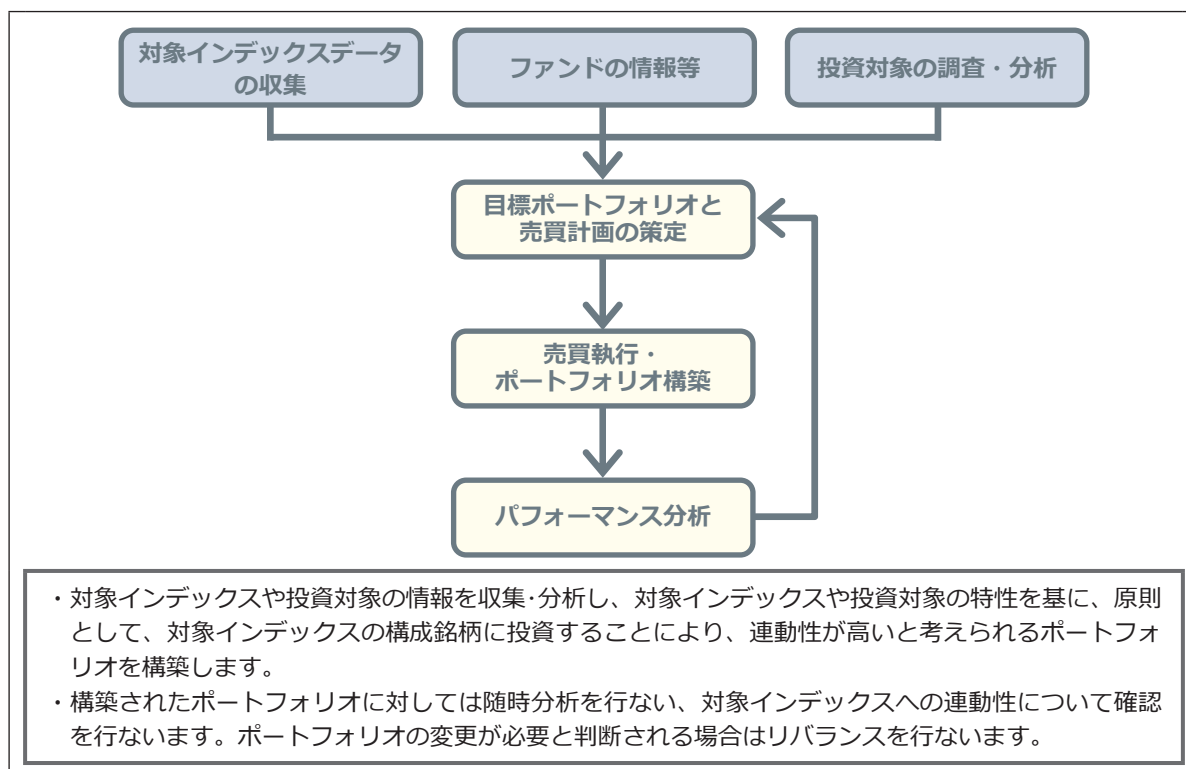 対象インデックスデータ
の収集
ファンドの情報等
投資対象の調査・分析
目標ポートフォリオと
売買計画の策定
売買執行・
ポートフォリオ構築
パフォーマンス分析
・対象インデックスや投資対象の情報を収集･分析し、対象インデックスや投資対象の特性を基に、原則
として、対象インデックスの構成銘柄に投資することにより、連動性が高いと考えられるポートフォ
リオを構築します。
・構築されたポートフォリオに対しては随時分析を行ない、対象インデックスへの連動性について確認
を行ないます。ポートフォリオの変更が必要と判断される場合はリバランスを行ないます。